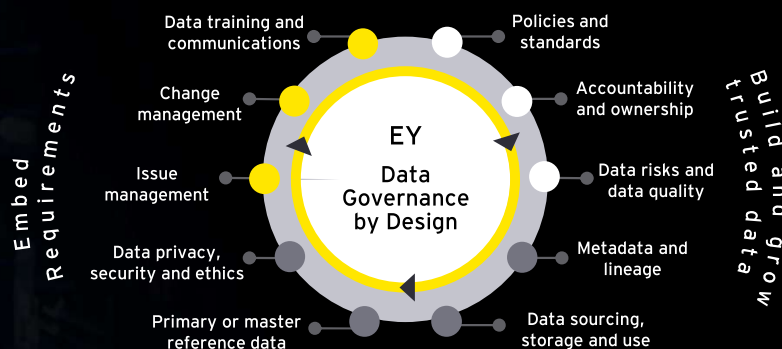 Data training and
communications
Policies and
standards
Change
management
Accountability
and ownership
Embed
Requirements
EY
Data
Governance
by Design
Build and grow
trusted data
Issue
management
Data risks and
data quality
Data privacy,
security and ethics
Metadata and
lineage
Primary or master
reference data
Data sourcing,
storage and use